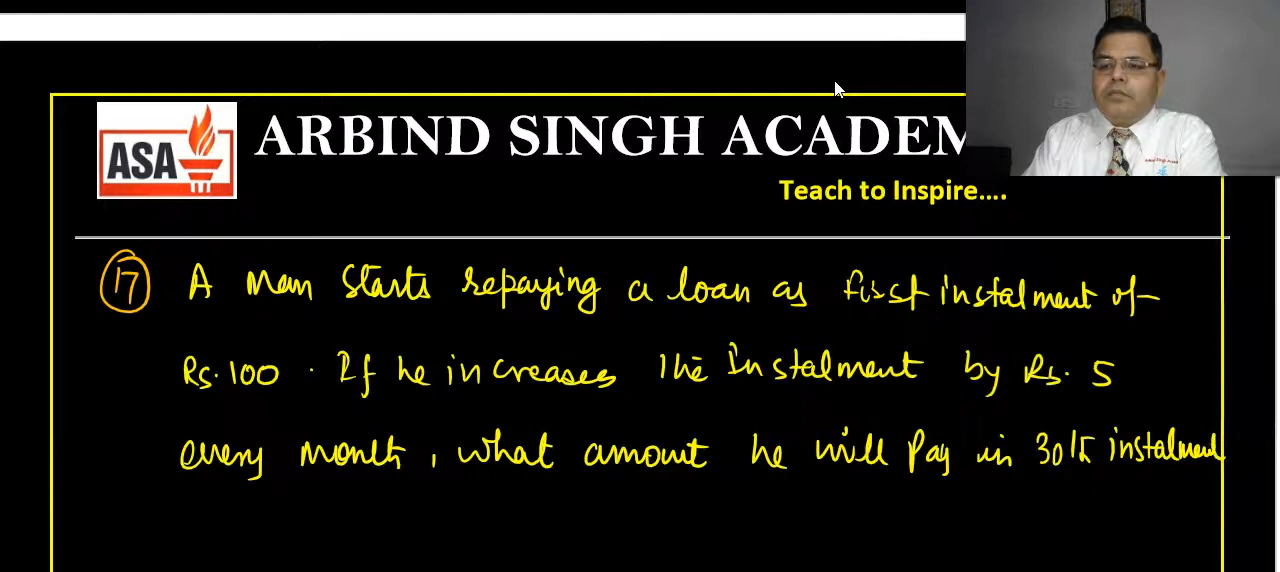 ASA
ARBIND SINGH ACADEM
Teach to Inspire....
17 A man starts repaying a loan as first instalment of
Rs. 100. If he increases the instalment by Rs. 5
every month, what amount he will pay in 30th instalment